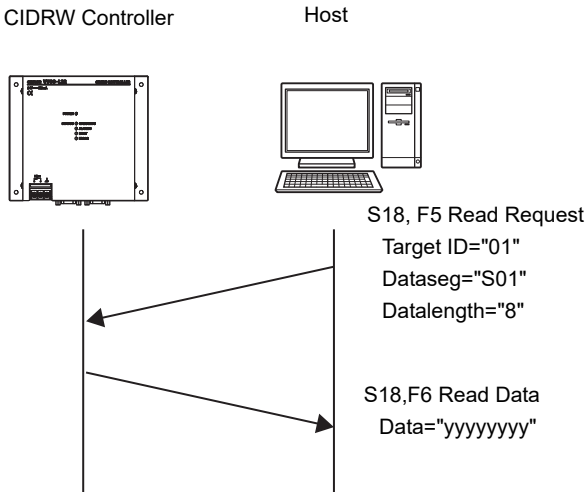 CIDRW Controller
Host
S18, F5 Read Request
Target ID="01"
Dataseg="S01"
Datalength="8"
S18,F6 Read Data
Data="yyyyyyyy"